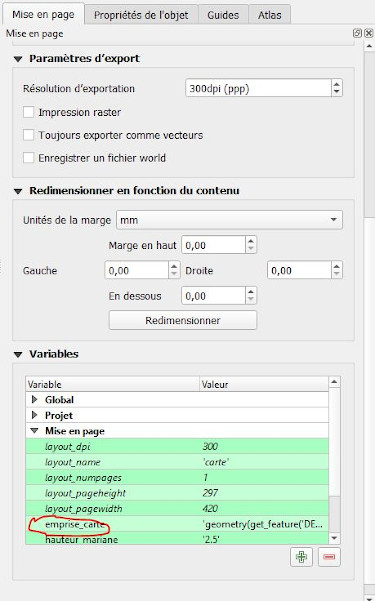 Mise en page Propriétés de l'objet Guides Atlas
Mise en page
Paramètres d'export
Résolution d'exportation 300dpi (ppp)
Impression raster
Toujours exporter comme vecteurs
Enregistrer un fichier world
Redimensionner en fonction du contenu
Unités de la marge mm
Marge en haut 0,00
Gauche 0,00 Droite 0,00
En dessous 0,00
Redimensionner
Variables
Variable Valeur
Global
Projet
Mise en page
layout_dpi 300
layout_name 'carte'
layout_numpages 1
layout_pageheight 297
layout_pagewidth 420
emprise_carte 'geometry(get_feature('DE...
hauteur_mariane '2.5'